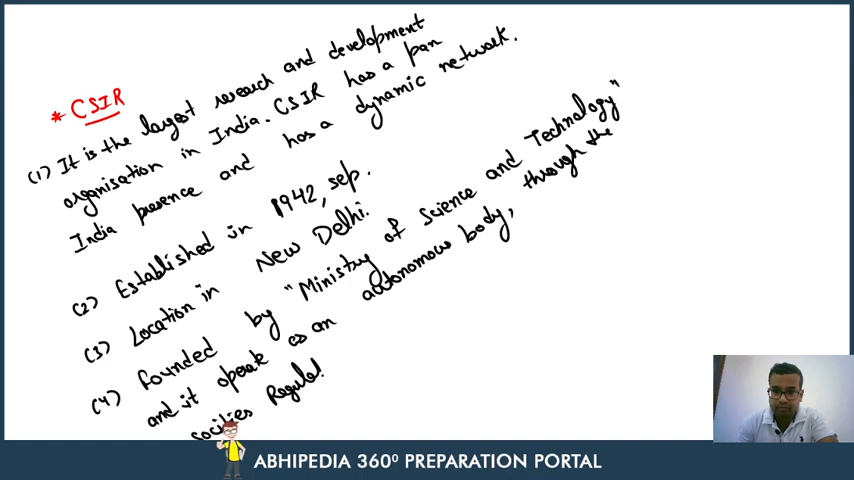 * CSIR
(1) It is the largest research and development
organisation in India. CSIR has a pan
India presence and has a dynamic network.
(2) Established in 1942, sep.
(3) Location in New Delhi.
(4) Founded by "Ministry of Science and Technology"
and it operate as an autonomous body, through the
Socities Regula!
ABHIPEDIA 360° PREPARATION PORTAL